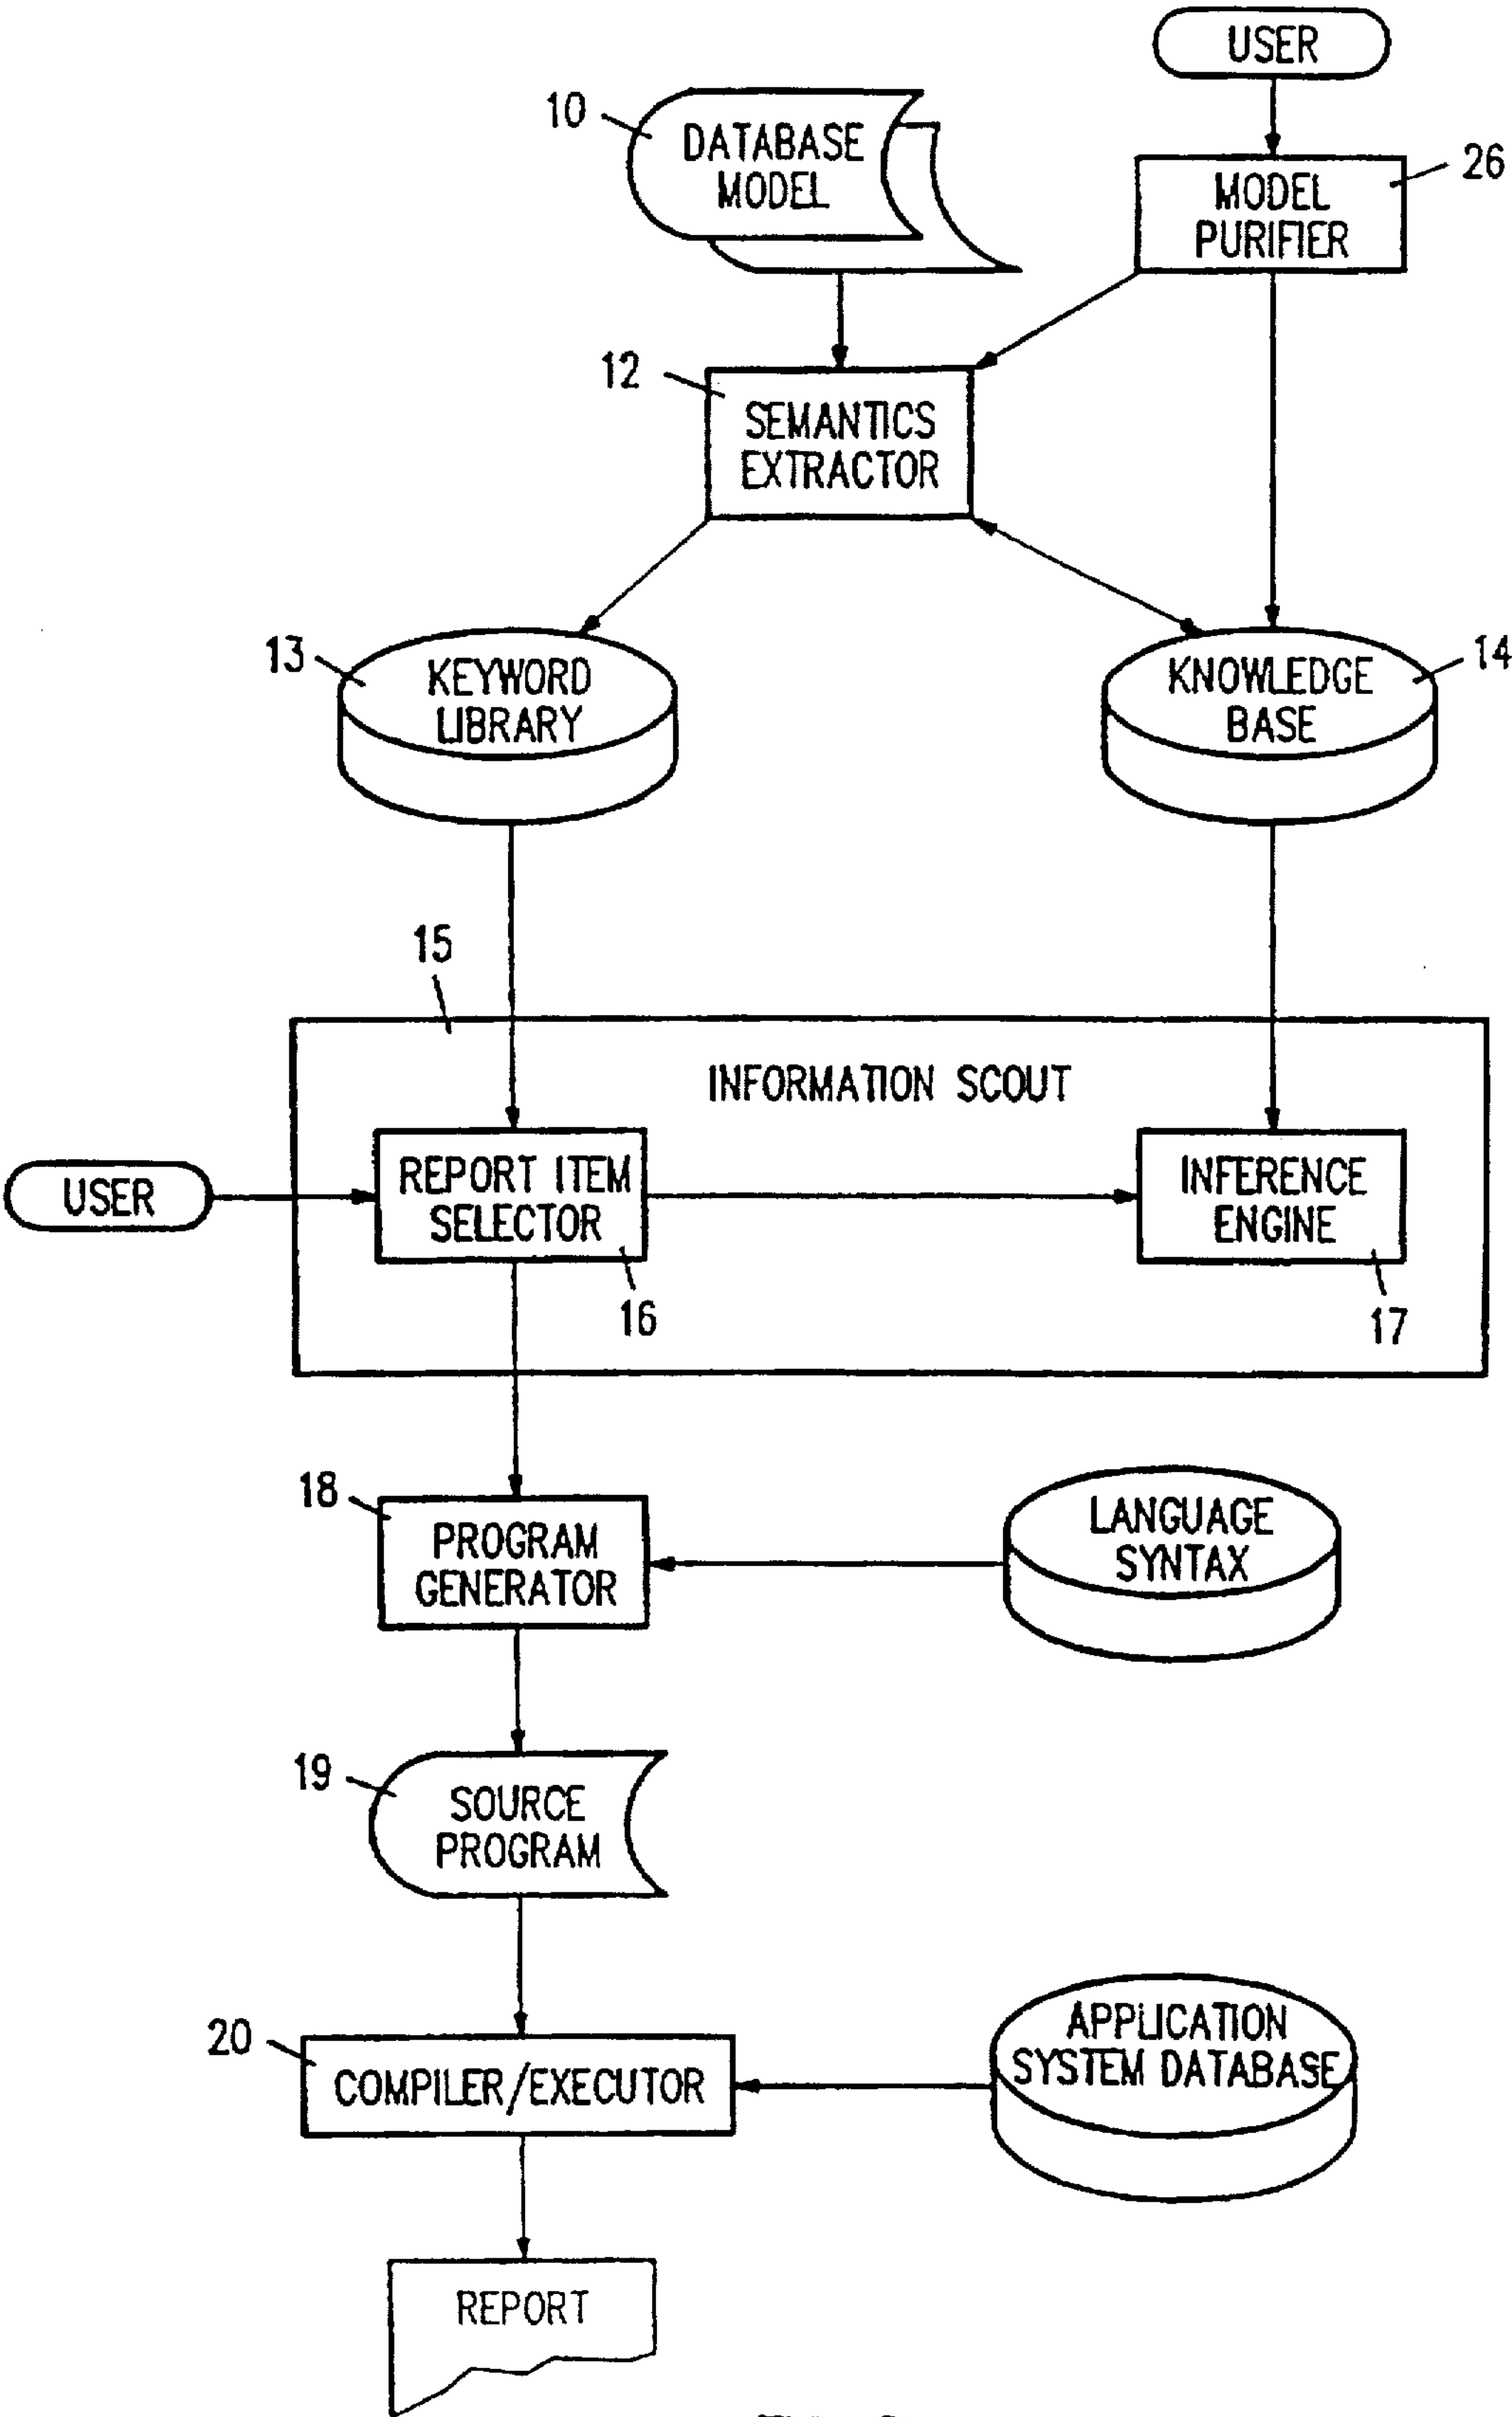 USER
10
DATABASE
MODEL
26
MODEL
PURIFIER
12
SEMANTICS
EXTRACTOR
13
KEYWORD
LIBRARY
14
KNOWLEDGE
BASE
15
INFORMATION SCOUT
USER
REPORT ITEM
SELECTOR
16
INFERENCE
ENGINE
17
18
PROGRAM
GENERATOR
LANGUAGE
SYNTAX
19
SOURCE
PROGRAM
20
COMPILER/EXECUTOR
APPLICATION
SYSTEM DATABASE
REPORT